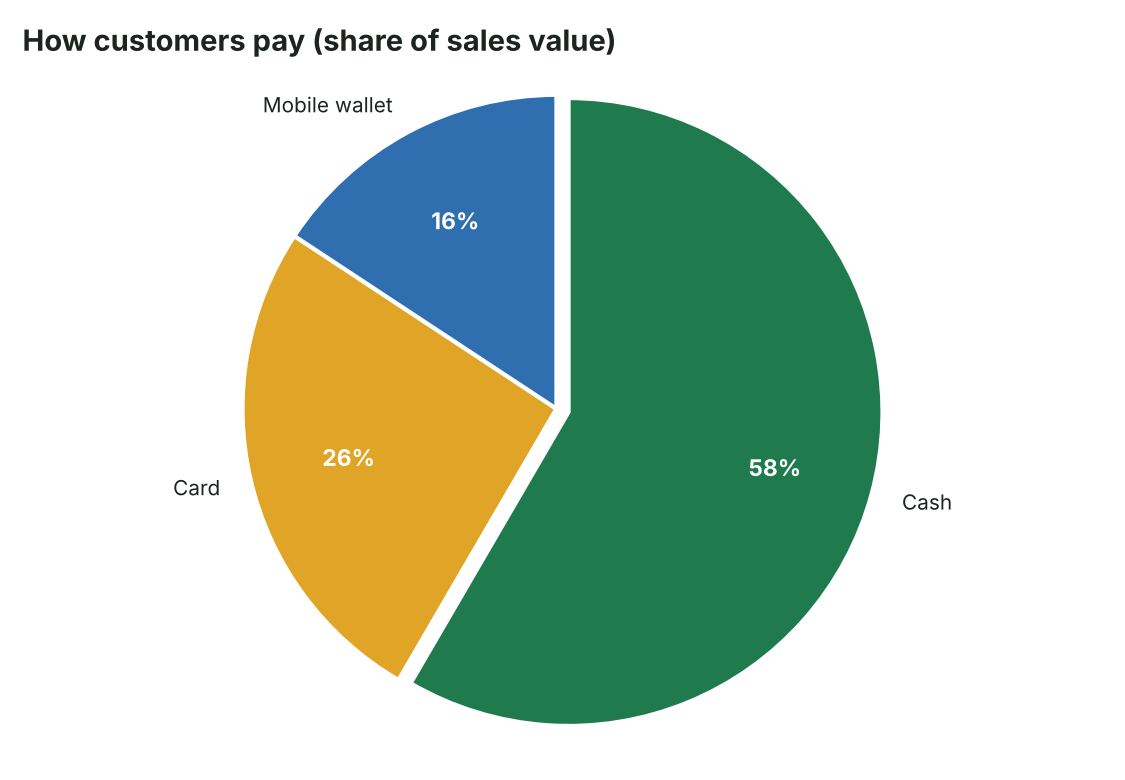 How customers pay (share of sales value)
Mobile wallet
16%
26%
58%
Card
Cash